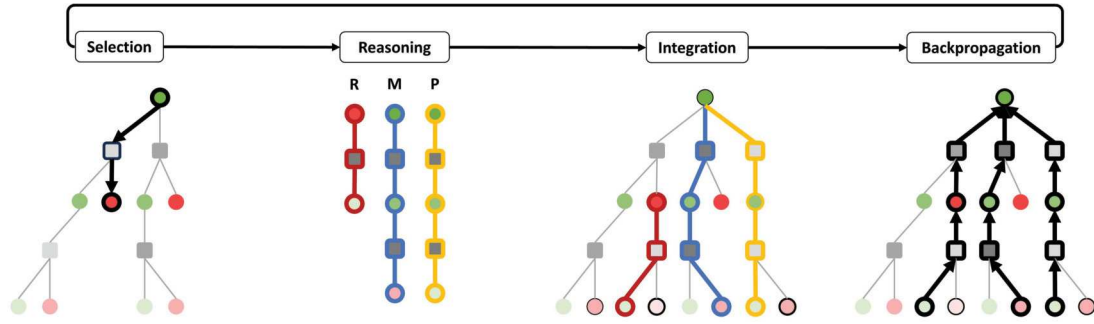 Selection
Reasoning
Integration
Backpropagation
R M P